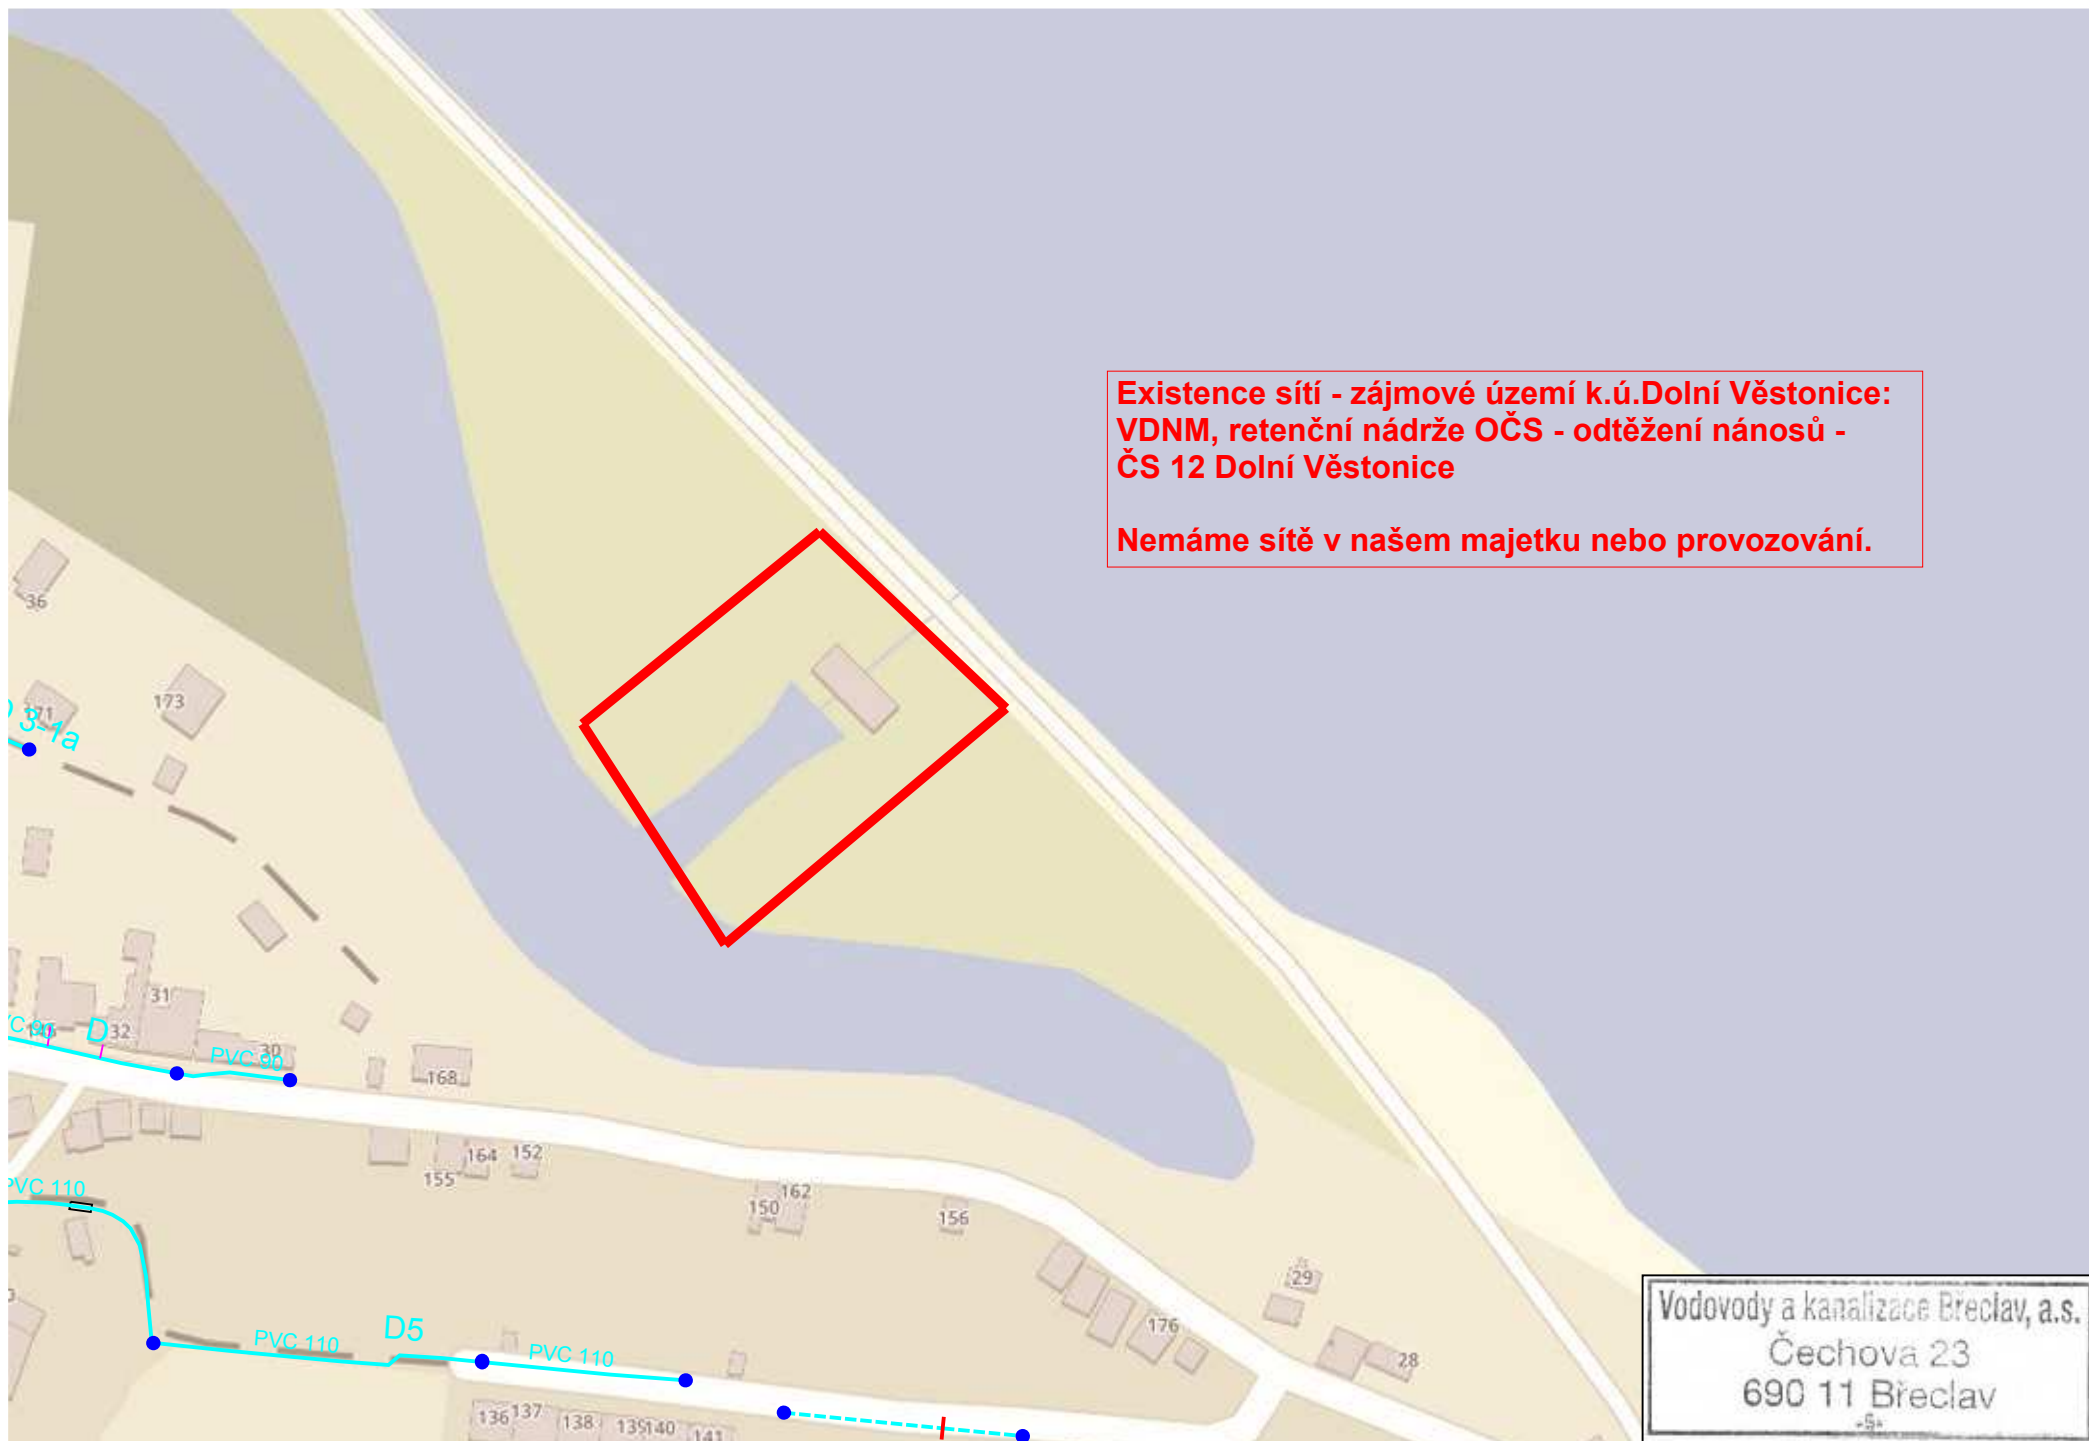 Existence sítí - zájmové území k.ú.Dolní Věstonice:
VDNM, retenční nádrže OČS - odtěžení nánosů -
ČS 12 Dolní Věstonice
Nemáme sítě v našem majetku nebo provozování.
36
173
171
3-1a
31
32
D
30
PVC 90
168
164
152
155
PVC 110
162
150
156
29
176
28
D5
PVC 110
PVC 110
136
137
138
139
140
141
Vodovody a kanalizace Břeclav, a.s.
Čechova 23
690 11 Břeclav